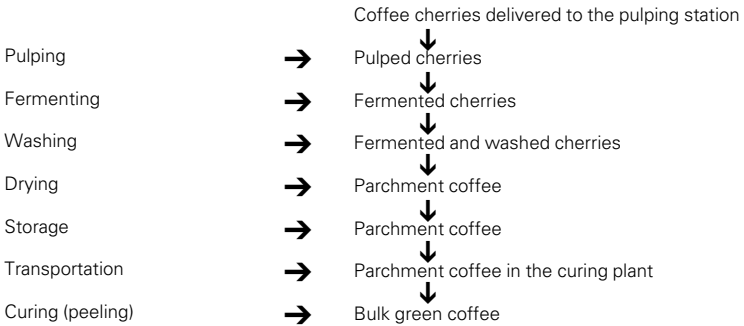 Coffee cherries delivered to the pulping station
Pulping → Pulped cherries
Fermenting → Fermented cherries
Washing → Fermented and washed cherries
Drying → Parchment coffee
Storage → Parchment coffee
Transportation → Parchment coffee in the curing plant
Curing (peeling) → Bulk green coffee